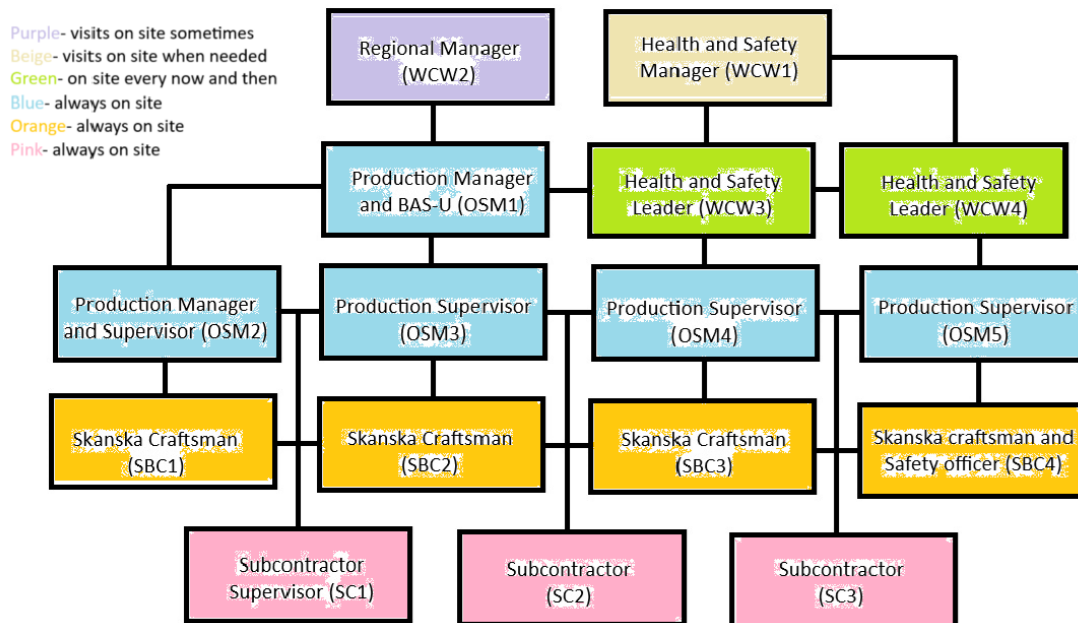 Purple- visits on site sometimes
Beige- visits on site when needed
Green- on site every now and then
Blue- always on site
Orange- always on site
Pink- always on site
Regional Manager
(WCW2)
Health and Safety
Manager (WCW1)
Production Manager
and BAS-U (OSM1)
Health and Safety
Leader (WCW3)
Health and Safety
Leader (WCW4)
Production Manager
and Supervisor (OSM2)
Production Supervisor
(OSM3)
Production Supervisor
(OSM4)
Production Supervisor
(OSM5)
Skanska Craftsman
(SBC1)
Skanska Craftsman
(SBC2)
Skanska Craftsman
(SBC3)
Skanska craftsman and
Safety officer (SBC4)
Subcontractor
Supervisor (SC1)
Subcontractor
(SC2)
Subcontractor
(SC3)